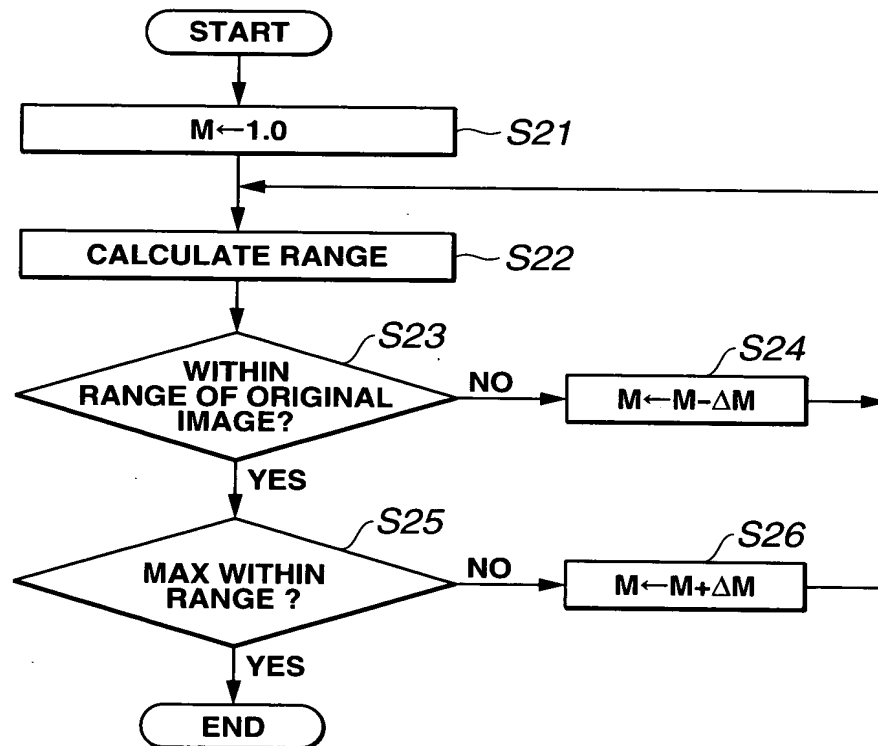 START
M←1.0
S21
CALCULATE RANGE
S22
S23
WITHIN
RANGE OF ORIGINAL
IMAGE?
NO
S24
M←M-ΔM
YES
S25
MAX WITHIN
RANGE ?
NO
S26
M←M+ΔM
YES
END